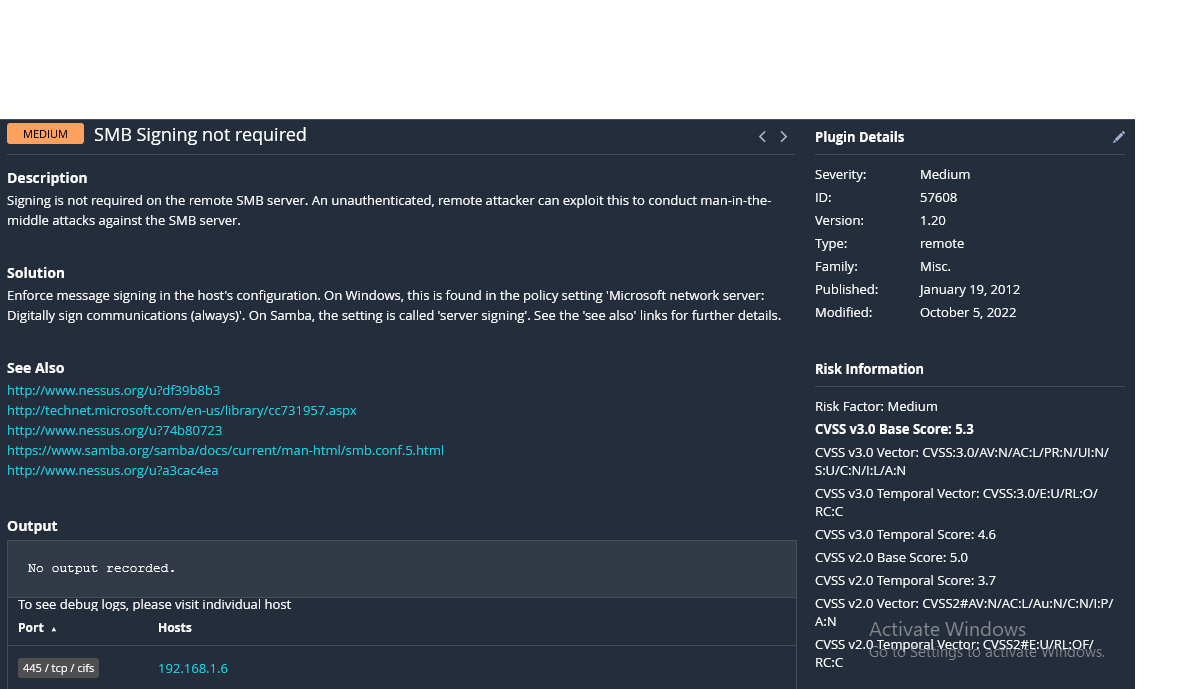 MEDIUM SMB Signing not required
Description
Signing is not required on the remote SMB server. An unauthenticated, remote attacker can exploit this to conduct man-in-the-
middle attacks against the SMB server.
Solution
Enforce message signing in the host's configuration. On Windows, this is found in the policy setting 'Microsoft network server:
Digitally sign communications (always)'. On Samba, the setting is called 'server signing'. See the 'see also' links for further details.
See Also
http://www.nessus.org/u?df39b8b3
http://technet.microsoft.com/en-us/library/cc731957.aspx
http://www.nessus.org/u?74b80723
https://www.samba.org/samba/docs/current/man-html/smb.conf.5.html
http://www.nessus.org/u?a3cac4ea
Output
No output recorded.
To see debug logs, please visit individual host
Port Hosts
445 / tcp / cifs 192.168.1.6
Plugin Details
Severity: Medium
ID: 57608
Version: 1.20
Type: remote
Family: Misc.
Published: January 19, 2012
Modified: October 5, 2022
Risk Information
Risk Factor: Medium
CVSS v3.0 Base Score: 5.3
CVSS v3.0 Vector: CVSS:3.0/AV:N/AC:L/PR:N/UI:N/
S:U/C:N/I:L/A:N
CVSS v3.0 Temporal Vector: CVSS:3.0/E:U/RL:O/
RC:C
CVSS v3.0 Temporal Score: 4.6
CVSS v2.0 Base Score: 5.0
CVSS v2.0 Temporal Score: 3.7
CVSS v2.0 Vector: CVSS2#AV:N/AC:L/Au:N/C:N/I:P/
A:N
CVSS v2.0 Temporal Vector: CVSS2#E:U/RL:OF/
RC:C
Activate Windows
Go to Settings to activate Windows.